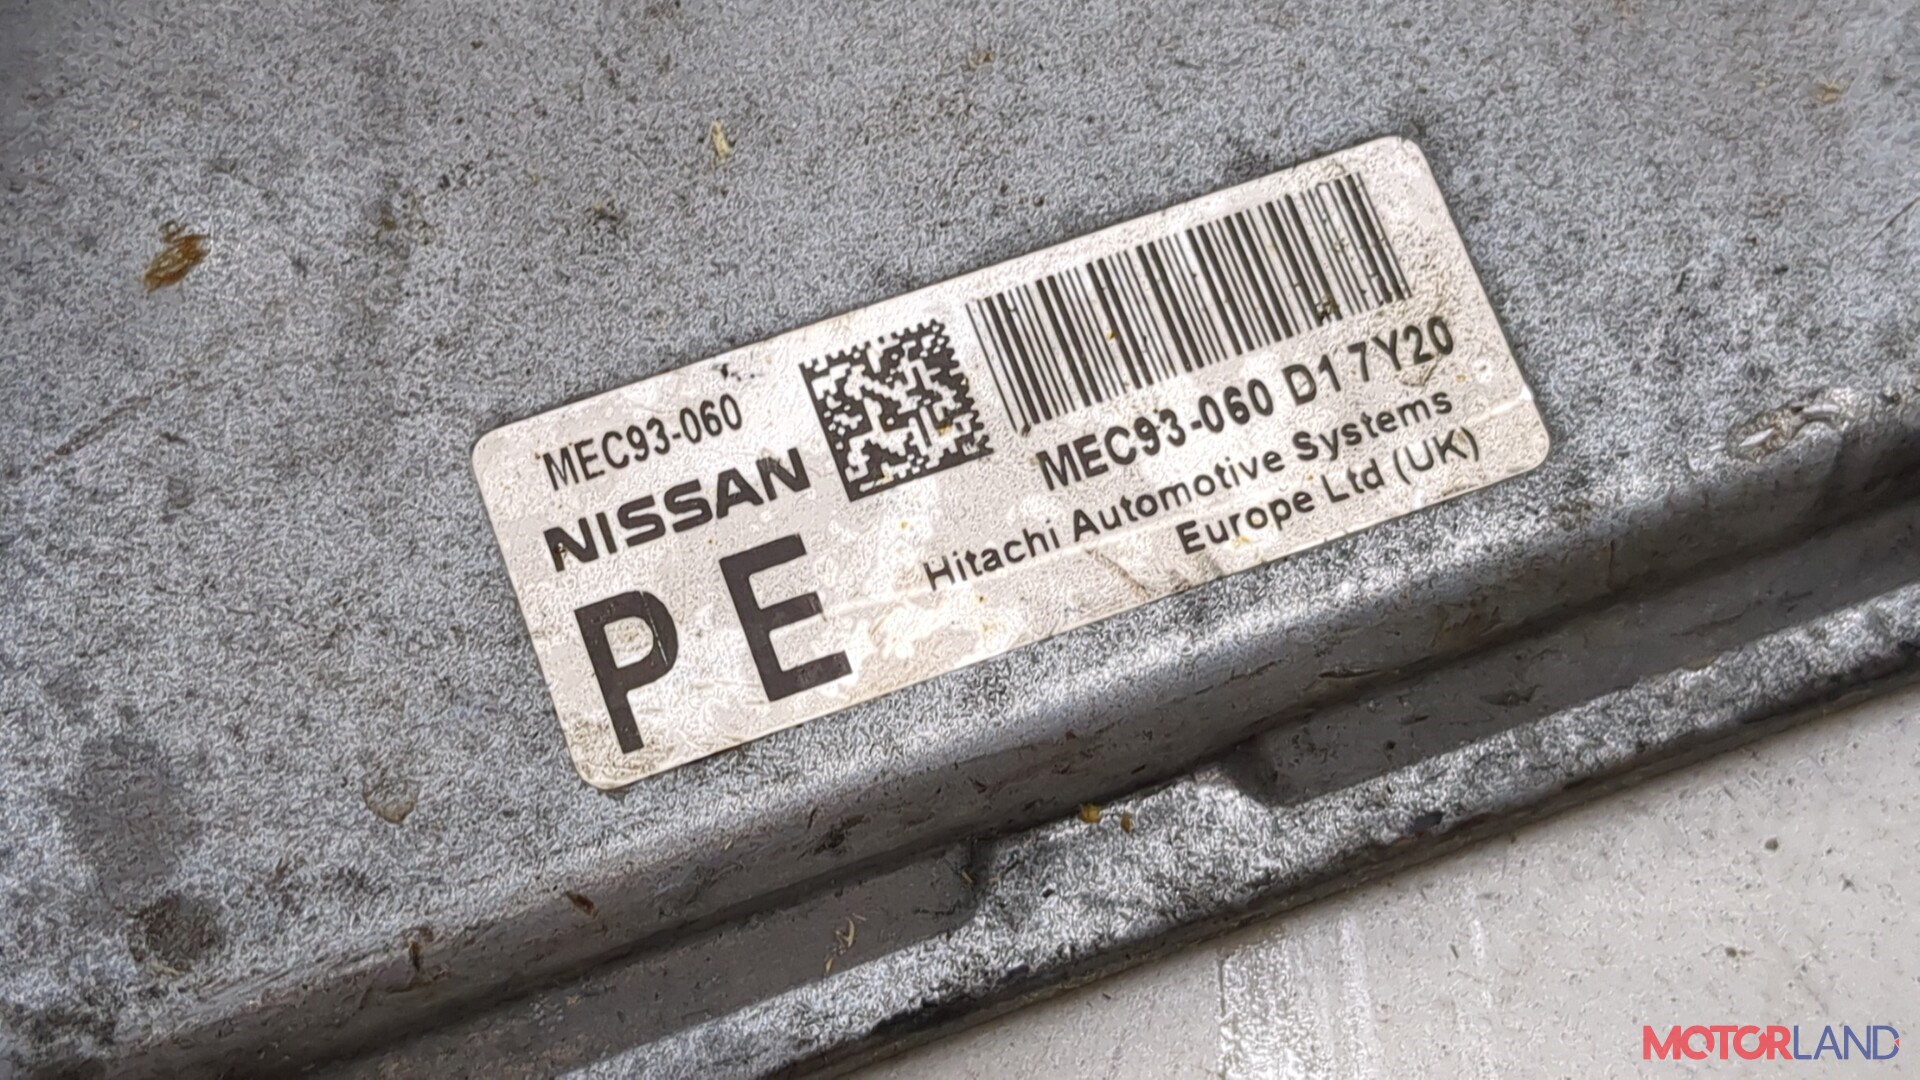 MEC93-060
NISSAN
PE
MEC93-060 D1 7Y20
Hitachi Automotive Systems
Europe Ltd (UK)
MOTORLAND